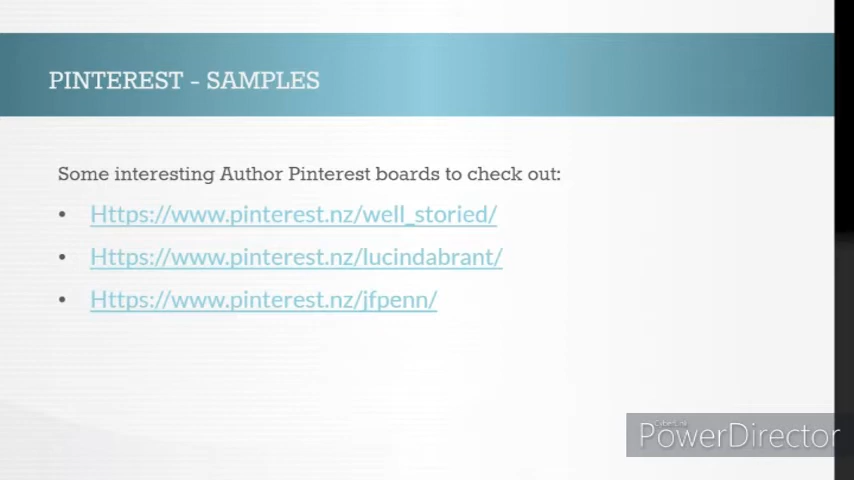 PINTEREST - SAMPLES
Some interesting Author Pinterest boards to check out:
• Https://www.pinterest.nz/well_storied/
• Https://www.pinterest.nz/lucindabrant/
• Https://www.pinterest.nz/jfpenn/
CyberLink
PowerDirector